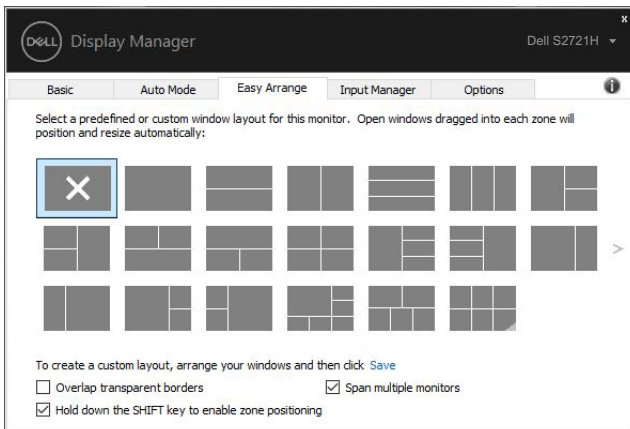 x
DELL Display Manager Dell S2721H
Basic Auto Mode Easy Arrange Input Manager Options
Select a predefined or custom window layout for this monitor. Open windows dragged into each zone will
position and resize automatically:
To create a custom layout, arrange your windows and then click Save
Overlap transparent borders Span multiple monitors
Hold down the SHIFT key to enable zone positioning